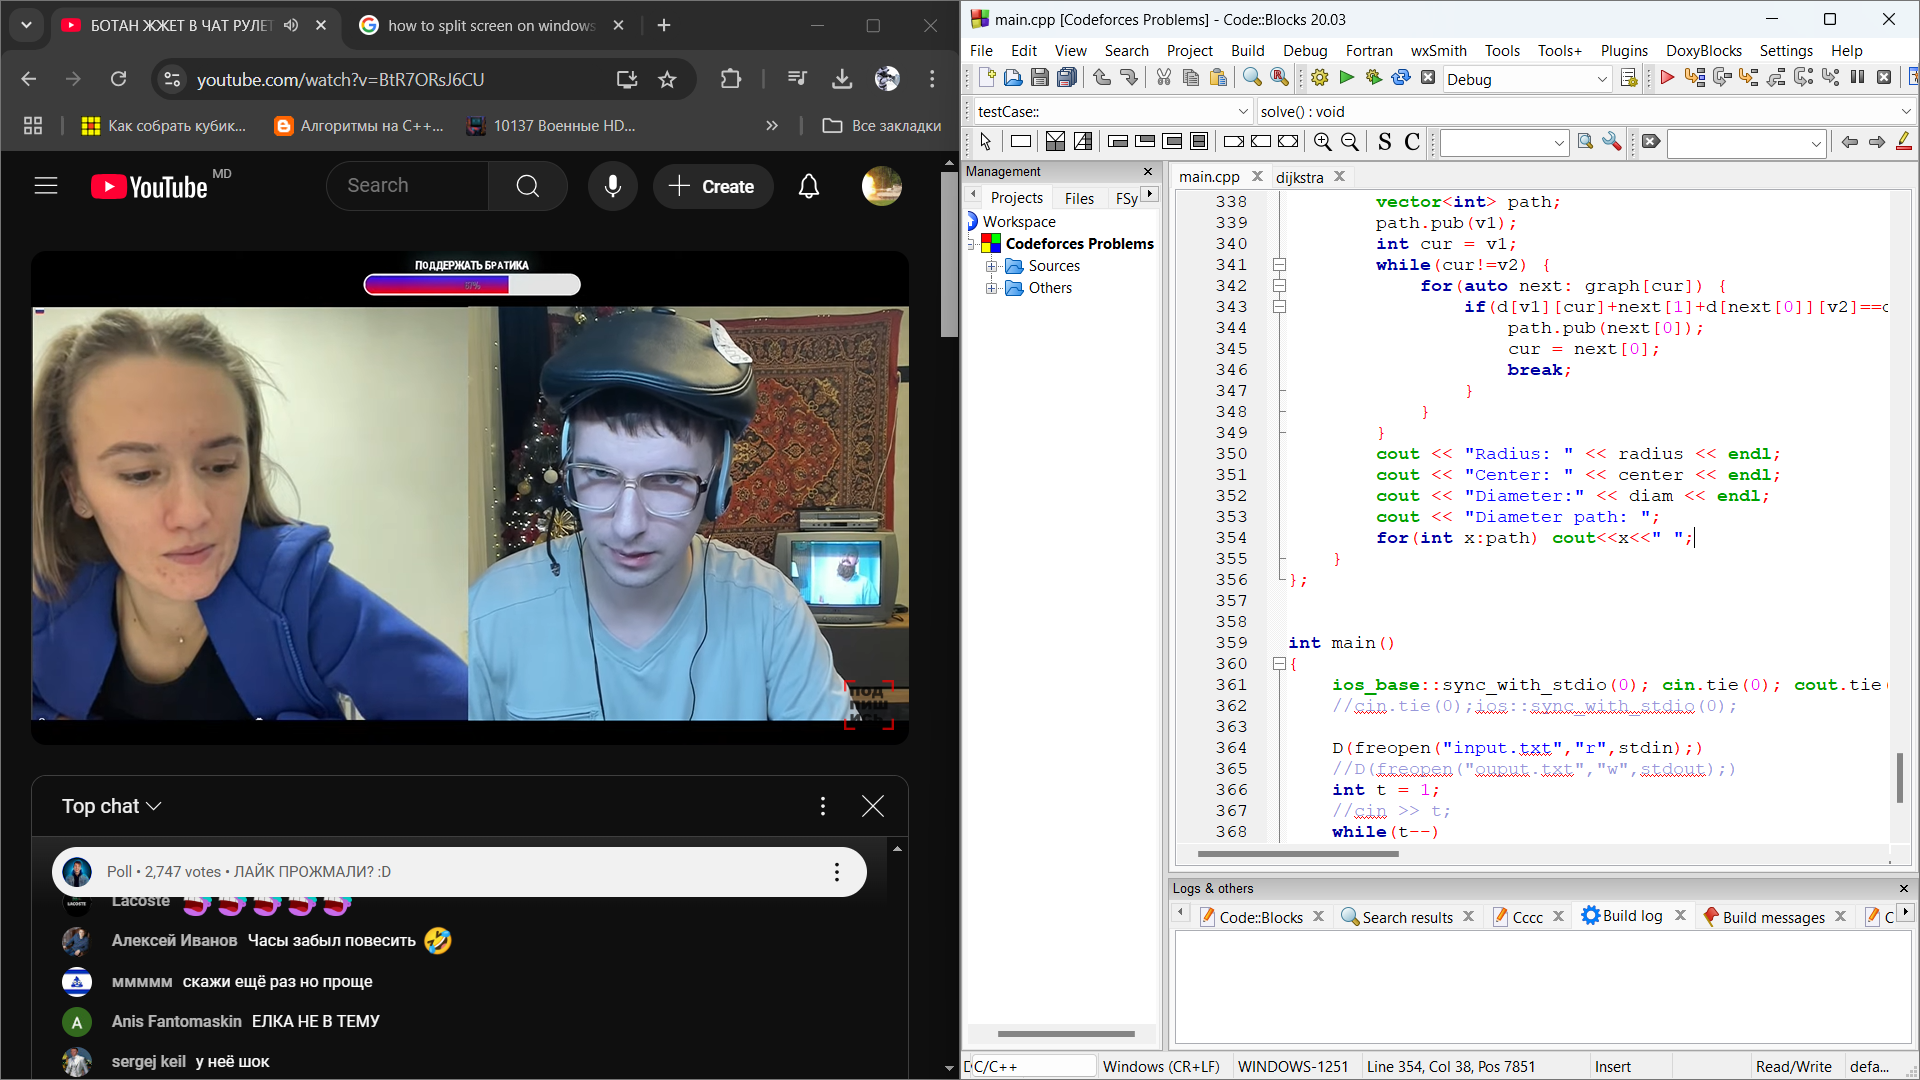 БОТАН ЖЖЕТ В ЧАТ РУЛЕТ
how to split screen on windows
youtube.com/watch?v=BtR7ORsJ6CU
Как собрать кубик...
Алгоритмы на C++...
10137 Военные HD...
»
Все закладки
YouTube MD
Search
Create
ПОДДЕРЖАТЬ БРАТИКА
67%
ПОД
ПИШ
ИСЬ
Top chat
Poll • 2,747 votes • ЛАЙК ПРОЖМАЛИ? :D
Lacoste
Алексей Иванов Часы забыл повесить 🤣
ммммм скажи ещё раз но проще
A Anis Fantomaskin ЕЛКА НЕ В ТЕМУ
sergej keil у неё шок
main.cpp [Codeforces Problems] - Code::Blocks 20.03
File Edit View Search Project Build Debug Fortran wxSmith Tools Tools+ Plugins DoxyBlocks Settings Help
Debug
testCase::
solve() : void
S C
Management
Projects Files FSy
Workspace
Codeforces Problems
Sources
Others
main.cpp dijkstra
338 vector<int> path;
339 path.pub(v1);
340 int cur = v1;
341 while(cur!=v2) {
342 for(auto next: graph[cur]) {
343 if(d[v1][cur]+next[1]+d[next[0]][v2]==
344 path.pub(next[0]);
345 cur = next[0];
346 break;
347 }
348 }
349 }
350 cout << "Radius: " << radius << endl;
351 cout << "Center: " << center << endl;
352 cout << "Diameter:" << diam << endl;
353 cout << "Diameter path: ";
354 for(int x:path) cout<<x<<" ";
355 }
356 };
357
358
359 int main()
360 {
361 ios_base::sync_with_stdio(0); cin.tie(0); cout.tie(
362 //cin.tie(0);ios::sync_with_stdio(0);
363
364 D(freopen("input.txt","r",stdin);)
365 //D(freopen("ouput.txt","w",stdout);)
366 int t = 1;
367 //cin >> t;
368 while(t--)
Logs & others
Code::Blocks Search results Cccc Build log Build messages C
C/C++ Windows (CR+LF) WINDOWS-1251 Line 354, Col 38, Pos 7851 Insert Read/Write defa...